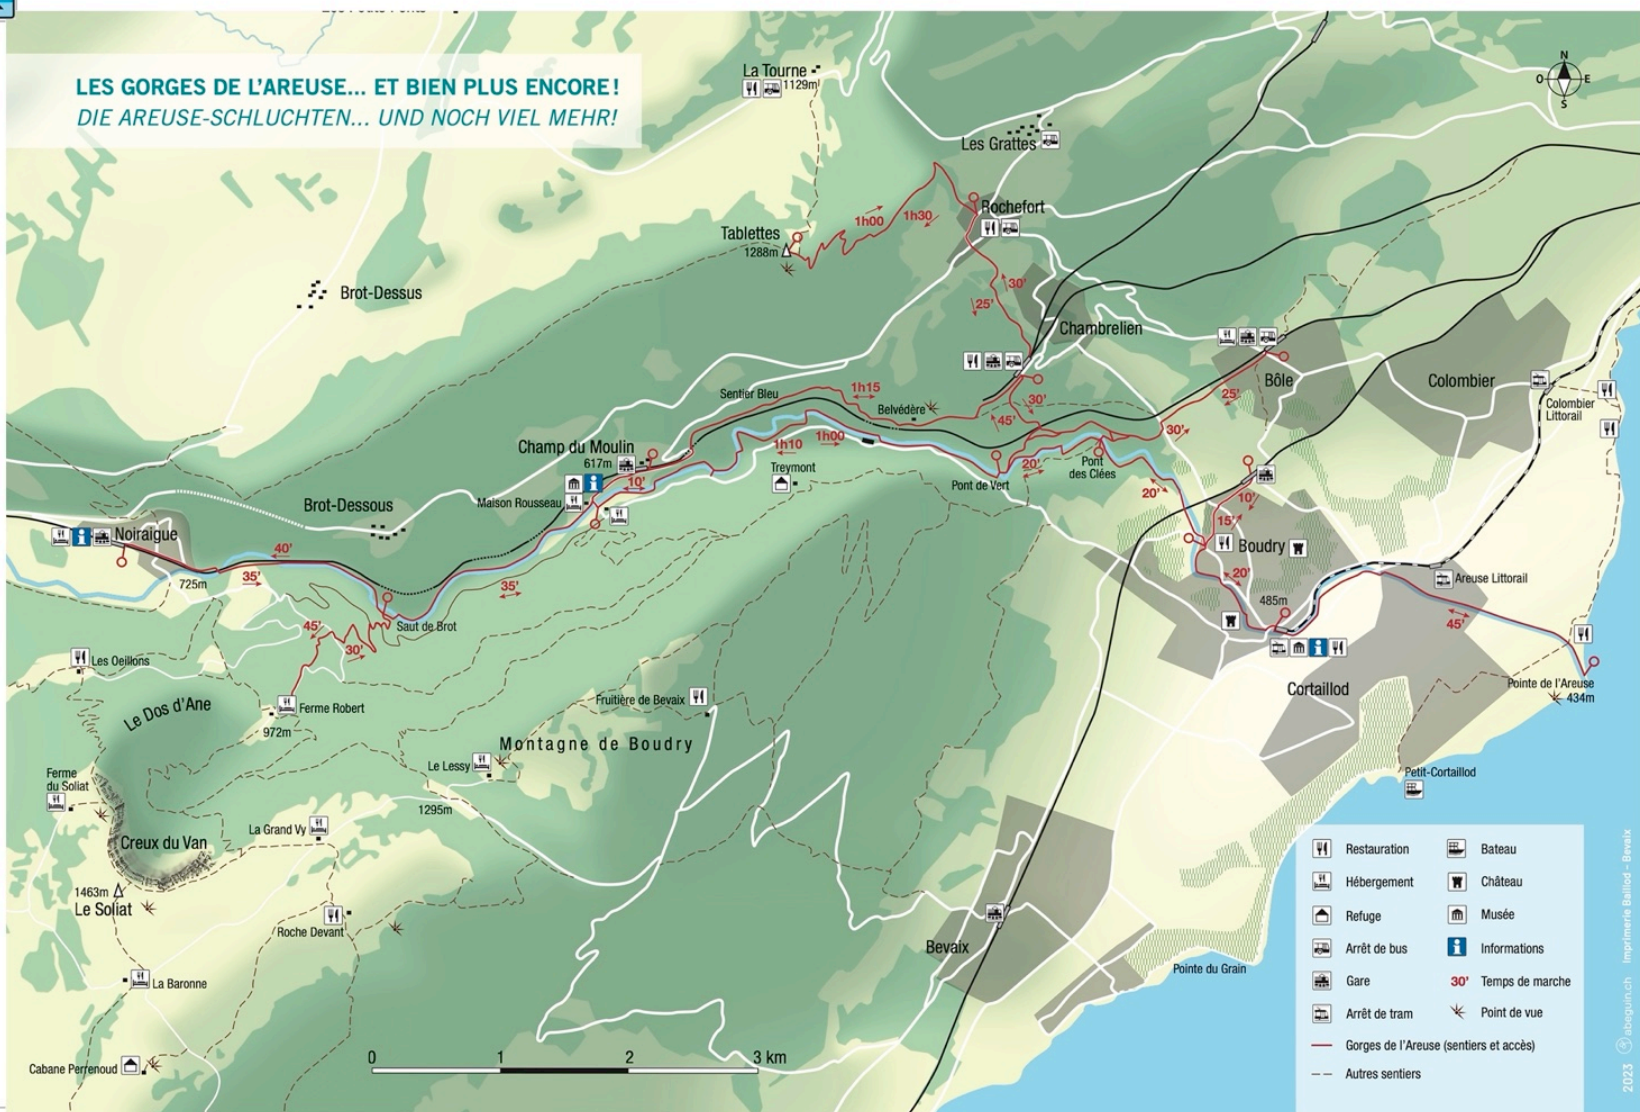 LES GORGES DE L'AREUSE... ET BIEN PLUS ENCORE!
DIE AREUSE-SCHLUCHTEN... UND NOCH VIEL MEHR!
La Tourne
1129m
N
O
E
S
Les Grattes
Rochefort
1h00
1h30
Tablettes
1288m
Brot-Dessus
30'
25'
Chambrelien
Bôle
Colombier
Colombier
Littorail
Sentier Bleu
1h15
Belvédère
30'
45'
25'
30'
Champ du Moulin
617m
1h10
1h00
Treymont
10'
Maison Rousseau
20'
Pont
des Clées
Pont de Vert
20'
10'
15'
Brot-Dessous
Noiraigue
Boudry
40'
35'
725m
35'
20'
485m
Areuse Littorail
45'
Saut de Brot
45'
30'
Les Oeillons
Cortaillod
Pointe de l'Areuse
434m
Le Dos d'Ane
Ferme Robert
972m
Fruitière de Bevaix
Montagne de Boudry
Le Lessy
1295m
Ferme
du Soliat
Petit-Cortaillod
La Grand Vy
Creux du Van
1463m
Le Soliat
Roche Devant
Bevaix
Pointe du Grain
La Baronne
Cabane Perrenoud
0
1
2
3 km
Restauration
Bateau
Hébergement
Château
Refuge
Musée
Arrêt de bus
Informations
Gare
30'
Temps de marche
Arrêt de tram
Point de vue
Gorges de l'Areuse (sentiers et accès)
Autres sentiers
2023 abeguin.ch Imprimerie Baillod - Bevaix